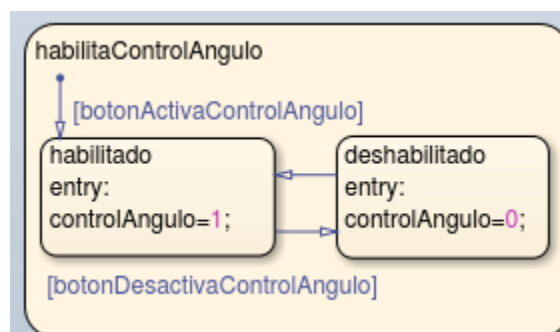 habilitaControlAngulo
[botonActivaControlAngulo]
habilitado
entry:
controlAngulo=1;
deshabilitado
entry:
controlAngulo=0;
[botonDesactivaControlAngulo]